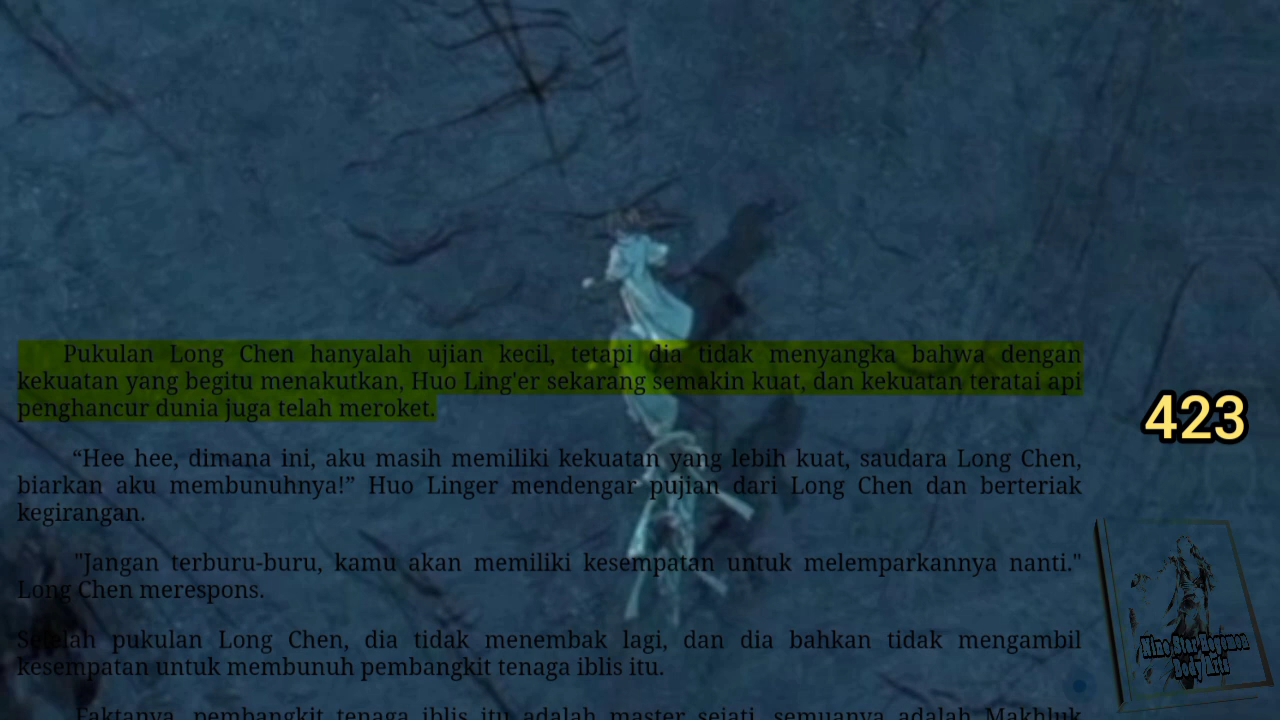 Pukulan Long Chen hanyalah ujian kecil, tetapi dia tidak menyangka bahwa dengan
kekuatan yang begitu menakutkan, Huo Ling'er sekarang semakin kuat, dan kekuatan teratai api
penghancur dunia juga telah meroket.
“Hee hee, dimana ini, aku masih memiliki kekuatan yang lebih kuat, saudara Long Chen,
biarkan aku membunuhnya!” Huo Linger mendengar pujian dari Long Chen dan berteriak
kegirangan.
"Jangan terburu-buru, kamu akan memiliki kesempatan untuk melemparkannya nanti."
Long Chen merespons.
Setelah pukulan Long Chen, dia tidak menembak lagi, dan dia bahkan tidak mengambil
kesempatan untuk membunuh pembangkit tenaga iblis itu.
Faktanya, pembangkit tenaga iblis itu adalah master sejati, semuanya adalah Makhluk
423
Nine Star Hegemon
Body Arts